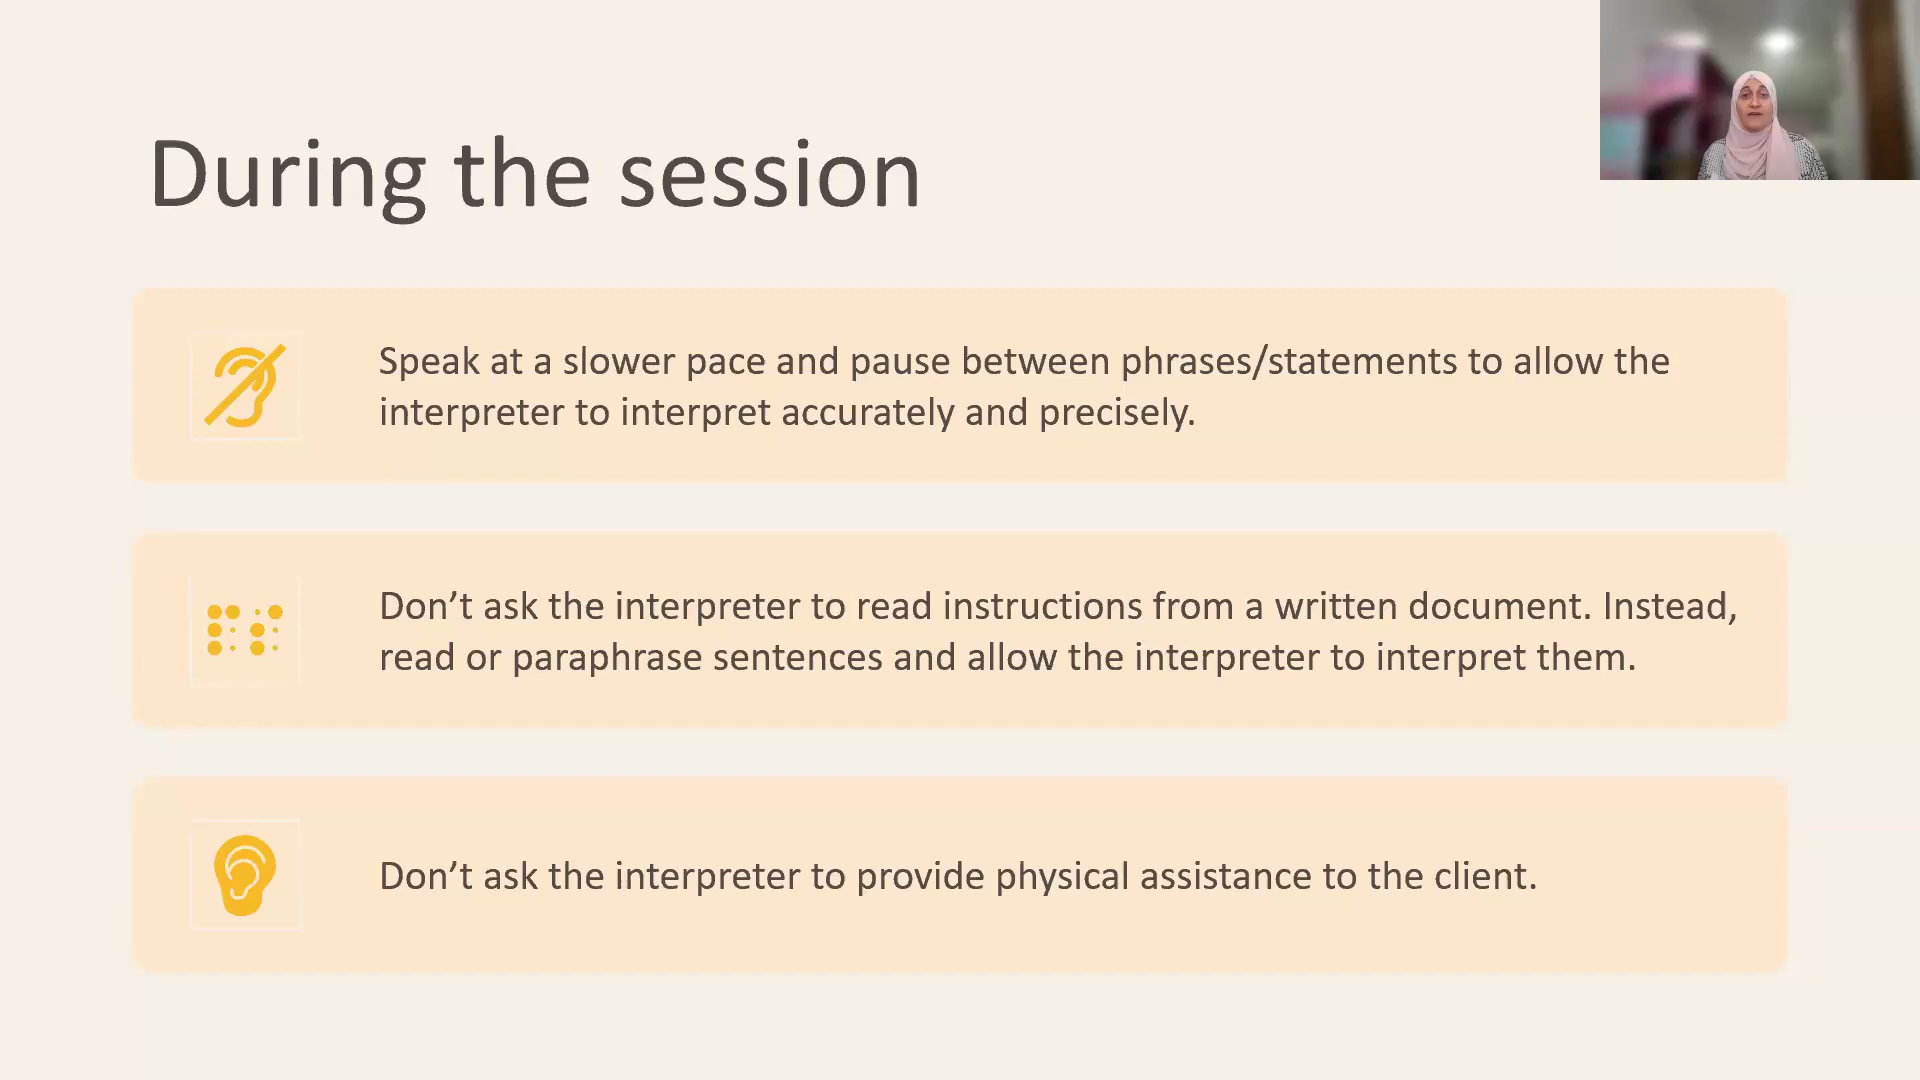 During the session
Speak at a slower pace and pause between phrases/statements to allow the
interpreter to interpret accurately and precisely.
Don’t ask the interpreter to read instructions from a written document. Instead,
read or paraphrase sentences and allow the interpreter to interpret them.
Don’t ask the interpreter to provide physical assistance to the client.